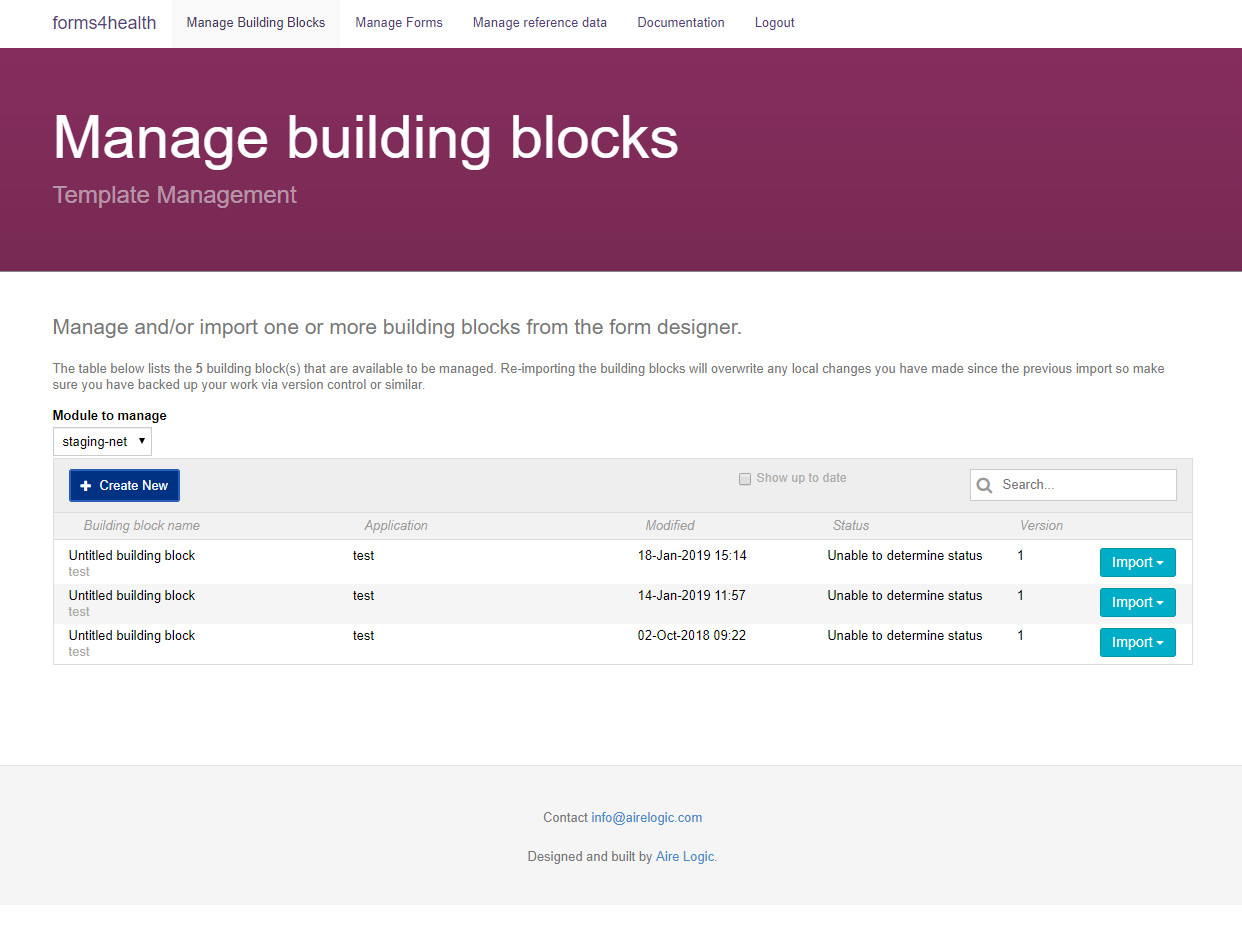 forms4health Manage Building Blocks Manage Forms Manage reference data Documentation Logout
Manage building blocks
Template Management
Manage and/or import one or more building blocks from the form designer.
The table below lists the 5 building block(s) that are available to be managed. Re-importing the building blocks will overwrite any local changes you have made since the previous import so make
sure you have backed up your work via version control or similar.
Module to manage
staging-net
Create New Show up to date Search...
Building block name Application Modified Status Version
Untitled building block test 18-Jan-2019 15:14 Unable to determine status 1 Import
test
Untitled building block test 14-Jan-2019 11:57 Unable to determine status 1 Import
test
Untitled building block test 02-Oct-2018 09:22 Unable to determine status 1 Import
test
Contact info@airelogic.com
Designed and built by Aire Logic.